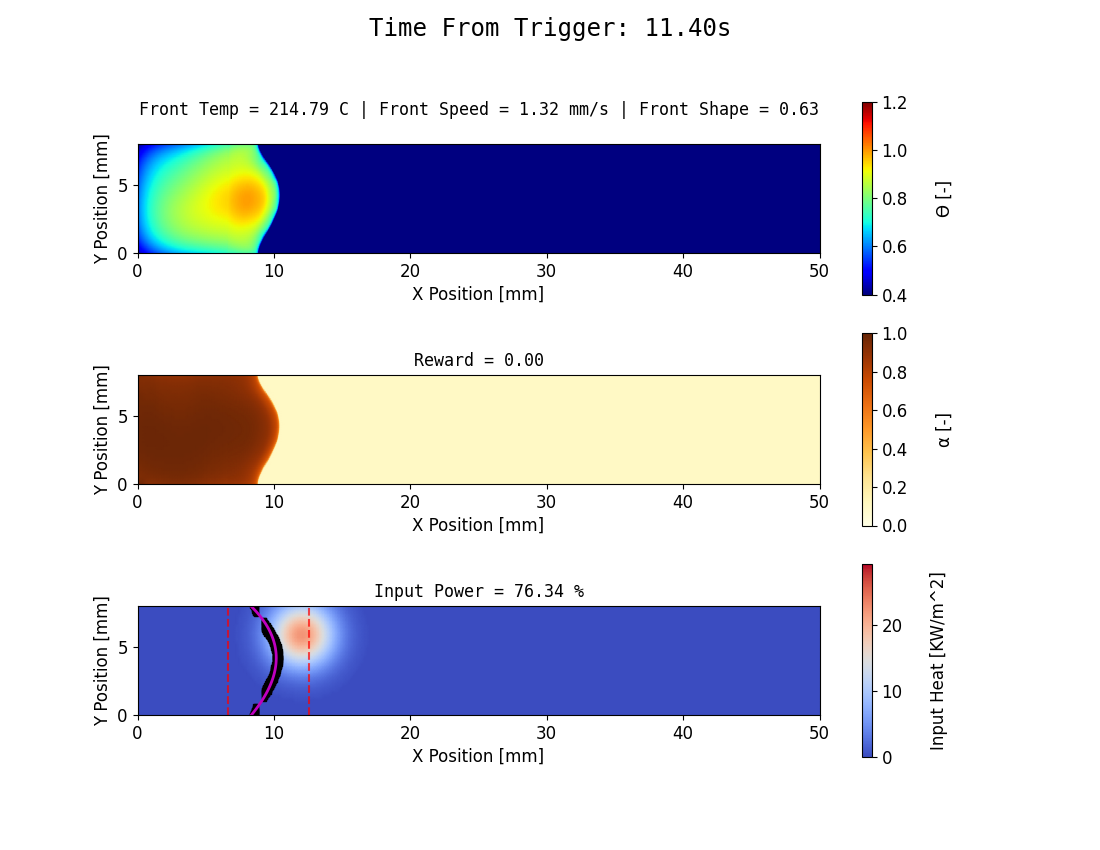 Time From Trigger: 11.40s
Front Temp = 214.79 C | Front Speed = 1.32 mm/s | Front Shape = 0.63
Y Position [mm]
5
0
0 10 20 30 40 50
X Position [mm]
1.2
1.0
0.8
0.6
0.4
Θ [-]
Reward = 0.00
Y Position [mm]
5
0
0 10 20 30 40 50
X Position [mm]
1.0
0.8
0.6
0.4
0.2
0.0
α [-]
Input Power = 76.34 %
Y Position [mm]
5
0
0 10 20 30 40 50
X Position [mm]
20
10
0
Input Heat [KW/m^2]